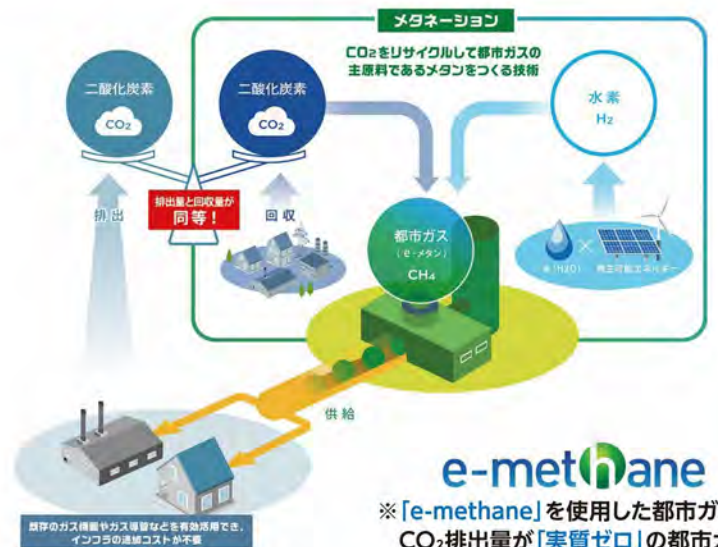 メタネーション
CO2をリサイクルして都市ガスの
主原料であるメタンをつくる技術
二酸化炭素
CO2
二酸化炭素
CO2
水素
H2
排出量と回収量が
同等!
排出
回収
都市ガス
(e-メタン)
CH4
水(H2O)
再生可能エネルギー
供給
既存のガス機器やガス導管などを有効活用でき、
インフラの追加コストが不要
e-methane
※「e-methane」を使用した都市ガ
CO2排出量が「実質ゼロ」の都市ガ